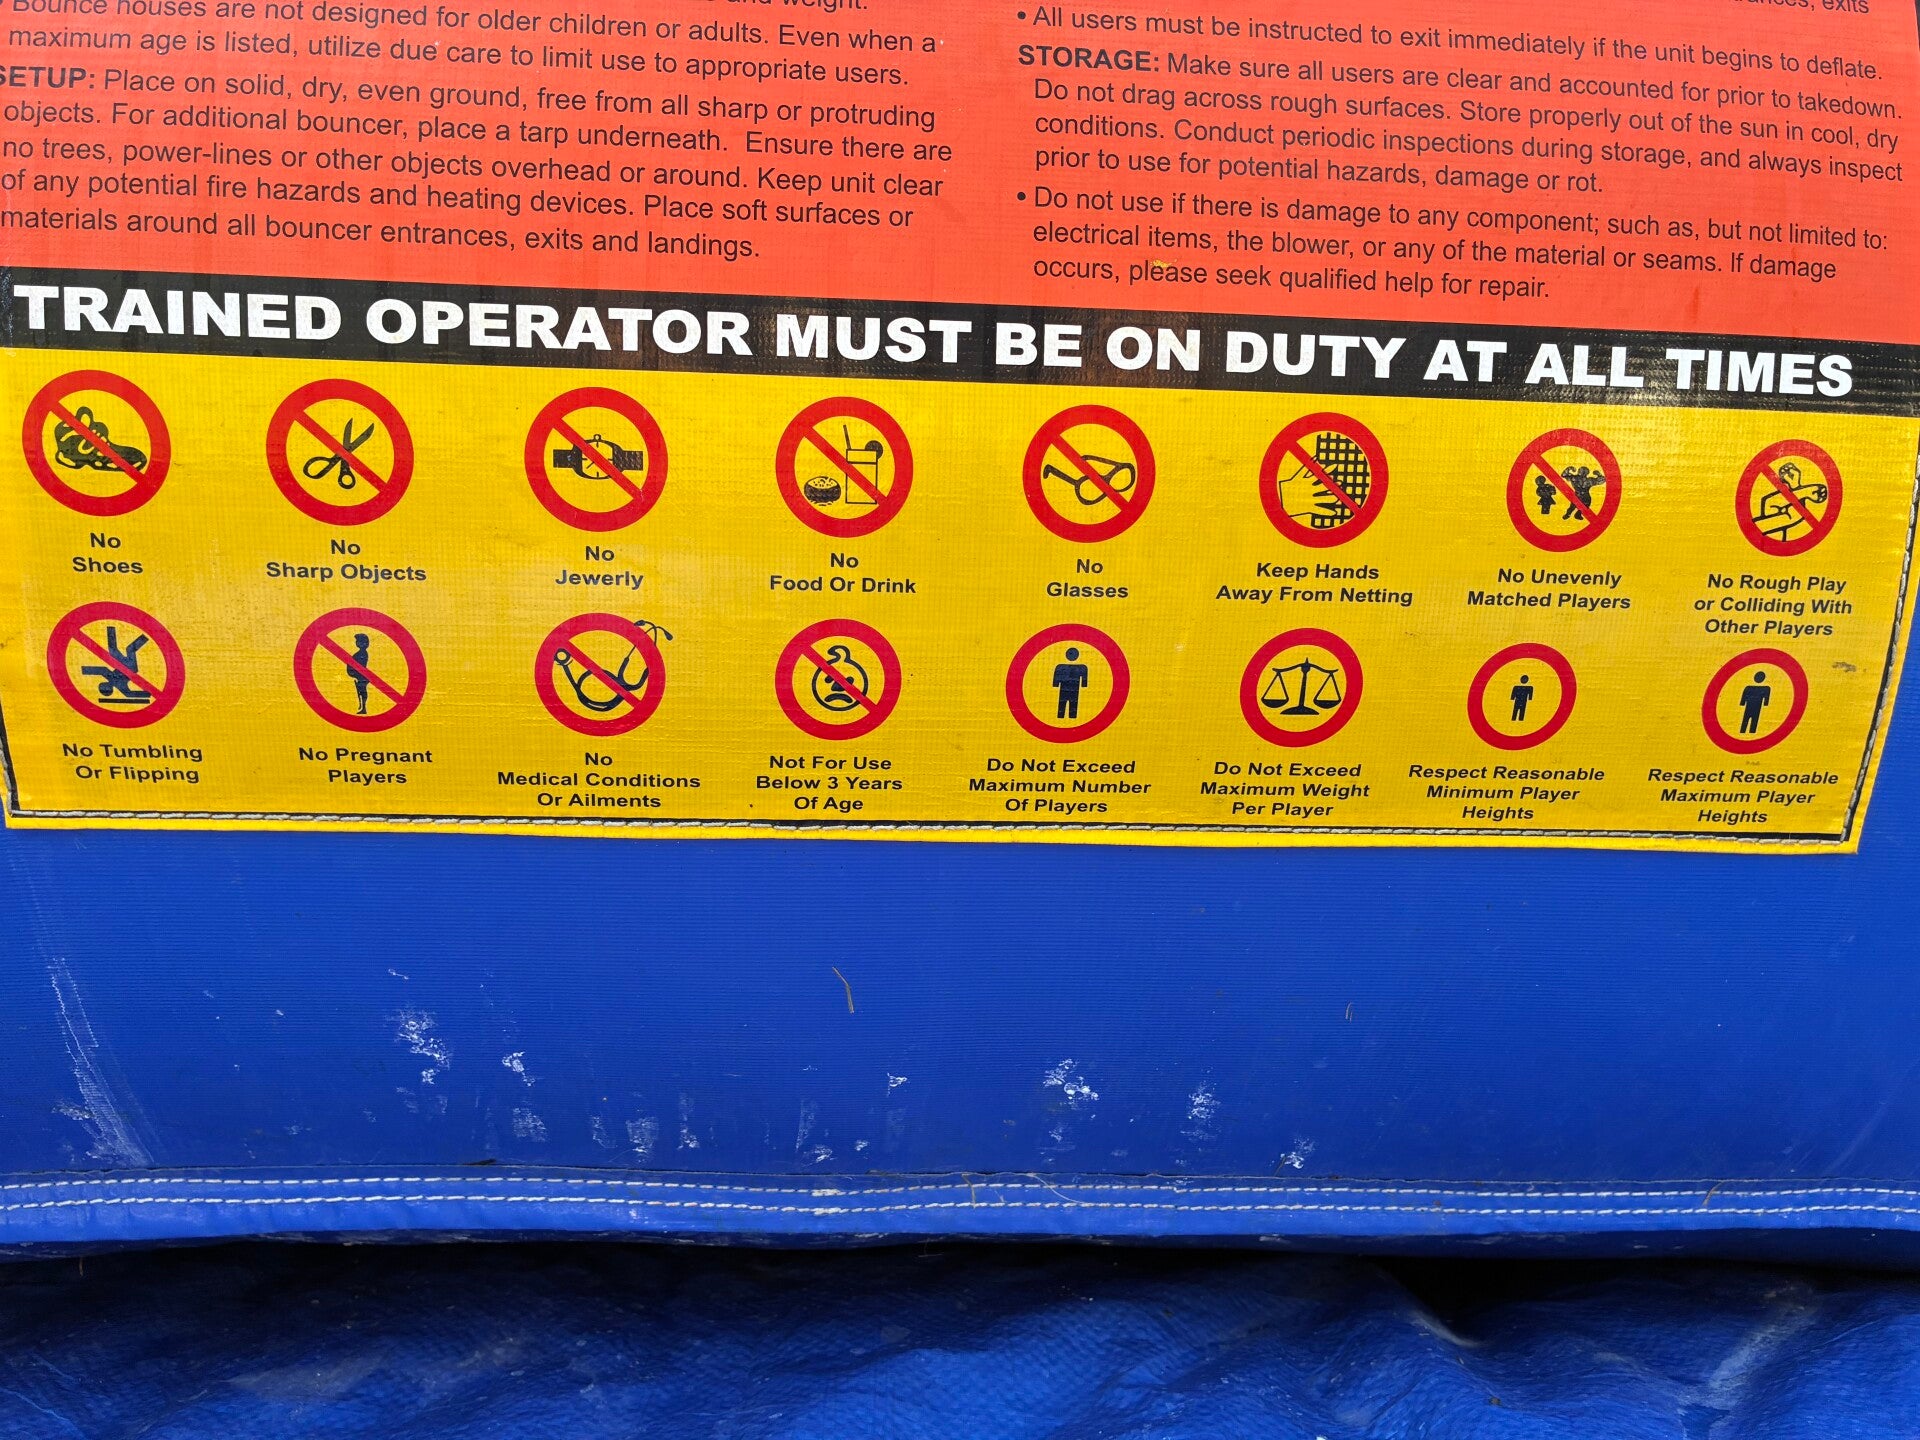 and weight.
Bounce houses are not designed for older children or adults. Even when a
maximum age is listed, utilize due care to limit use to appropriate users.
SETUP: Place on solid, dry, even ground, free from all sharp or protruding
objects. For additional bouncer, place a tarp underneath. Ensure there are
no trees, power-lines or other objects overhead or around. Keep unit clear
of any potential fire hazards and heating devices. Place soft surfaces or
materials around all bouncer entrances, exits and landings.
exits
• All users must be instructed to exit immediately if the unit begins to deflate.
STORAGE: Make sure all users are clear and accounted for prior to takedown.
Do not drag across rough surfaces. Store properly out of the sun in cool, dry
conditions. Conduct periodic inspections during storage, and always inspect
prior to use for potential hazards, damage or rot.
• Do not use if there is damage to any component; such as, but not limited to:
electrical items, the blower, or any of the material or seams. If damage
occurs, please seek qualified help for repair.
TRAINED OPERATOR MUST BE ON DUTY AT ALL TIMES
No
Shoes
No
Sharp Objects
No
Jewerly
No
Food Or Drink
No
Glasses
Keep Hands
Away From Netting
No Unevenly
Matched Players
No Rough Play
or Colliding With
Other Players
No Tumbling
Or Flipping
No Pregnant
Players
No
Medical Conditions
Or Ailments
Not For Use
Below 3 Years
Of Age
Do Not Exceed
Maximum Number
Of Players
Do Not Exceed
Maximum Weight
Per Player
Respect Reasonable
Minimum Player
Heights
Respect Reasonable
Maximum Player
Heights